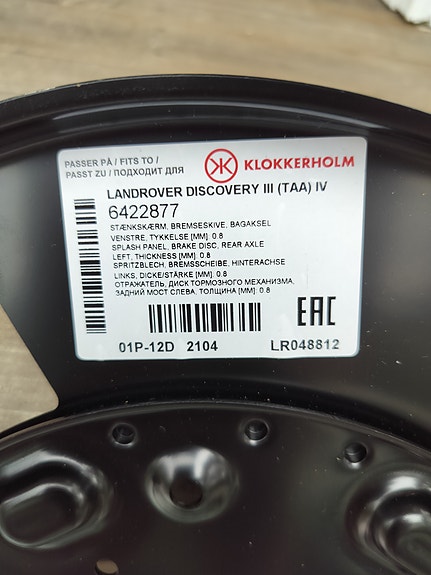 PASSER PÅ / FITS TO /
PASST ZU / ПОДХОДИТ ДЛЯ
KLOKKERHOLM
LANDROVER DISCOVERY III (TAA) IV
6422877
STÆNKSKÆRM, BREMSESKIVE, BAGAKSEL
VENSTRE, TYKKELSE [MM]: 0.8
SPLASH PANEL, BRAKE DISC, REAR AXLE
LEFT, THICKNESS [MM]: 0.8
SPRITZBLECH, BREMSSCHEIBE, HINTERACHSE
LINKS, DICKE/STÄRKE [MM]: 0.8
ОТРАЖАТЕЛЬ, ДИСК ТОРМОЗНОГО МЕХАНИЗМА,
ЗАДНИЙ МОСТ СЛЕВА, ТОЛЩИНА [MM]: 0.8
EAC
01P-12D 2104 LR048812